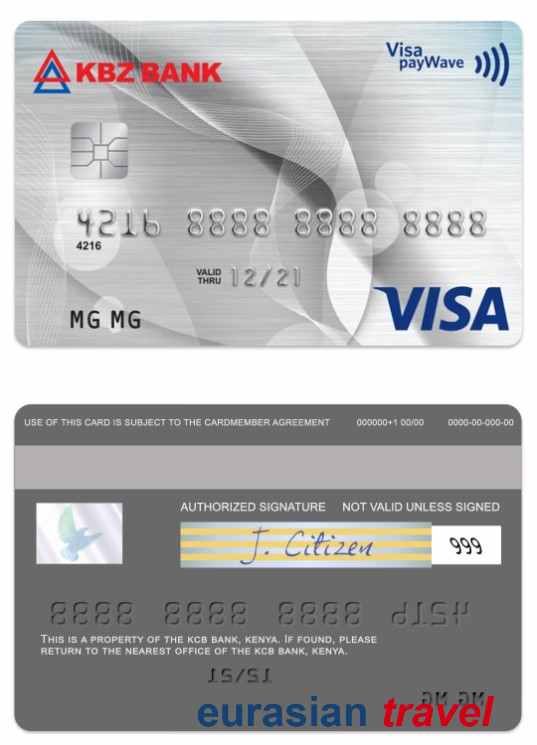 KBZ BANK
Visa
payWave
4216 8888 8888 8888
4216
VALID
THRU 12/21
MG MG
VISA
USE OF THIS CARD IS SUBJECT TO THE CARDMEMBER AGREEMENT 000000+1 00/00 0000-00-000-00
AUTHORIZED SIGNATURE NOT VALID UNLESS SIGNED
J. Citizen 999
8888 8888 8888 4216
THIS IS A PROPERTY OF THE KCB BANK, KENYA. IF FOUND, PLEASE
RETURN TO THE NEAREST OFFICE OF THE KCB BANK, KENYA.
12/21
MG MG
eurasian travel